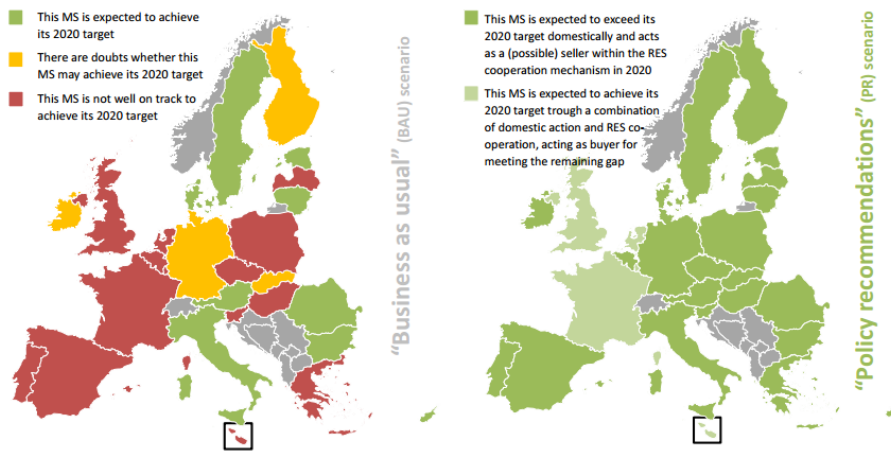 This MS is expected to achieve
its 2020 target
There are doubts whether this
MS may achieve its 2020 target
This MS is not well on track to
achieve its 2020 target
"Business as usual" (BAU) scenario
This MS is expected to exceed its
2020 target domestically and acts
as a (possible) seller within the RES
cooperation mechanism in 2020
This MS is expected to achieve its
2020 target trough a combination
of domestic action and RES co-
operation, acting as buyer for
meeting the remaining gap
"Policy recommendations" (PR) scenario